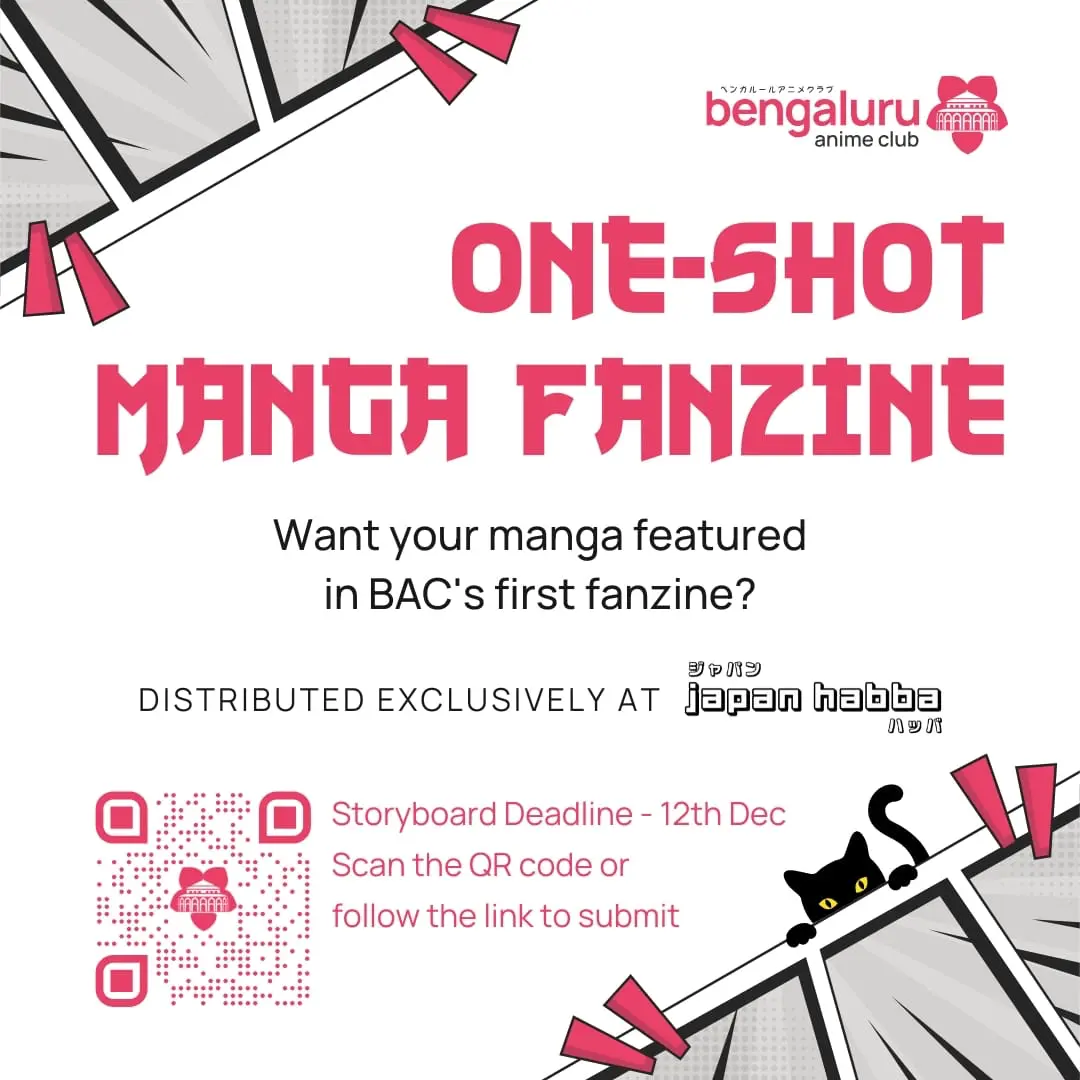 ヘンガルールアニメクラブ
bengaluru
anime club
ONE-SHOT
MANGA FANZINE
Want your manga featured
in BAC's first fanzine?
DISTRIBUTED EXCLUSIVELY AT
ジャパン
japan habba
ハッパ
Storyboard Deadline - 12th Dec
Scan the QR code or
follow the link to submit